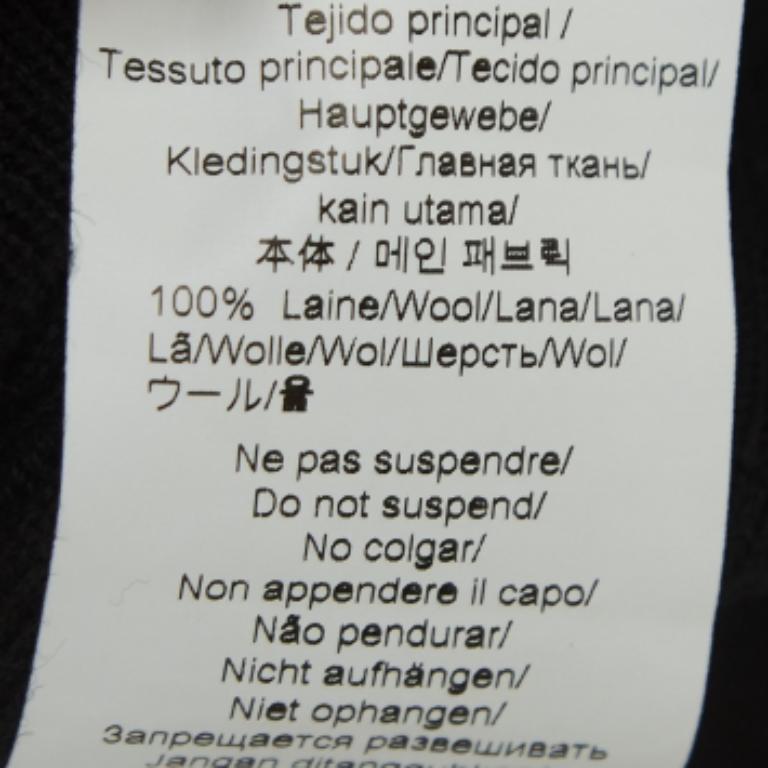 Tejido principal /
Tessuto principale/Tecido principal/
Hauptgewebe/
Kledingstuk/Главная ткань/
kain utama/
本体 / 메인 패브릭
100% Laine/Wool/Lana/Lana/
Lã/Wolle/Wol/Шерсть/Wol/
ウール/울
Ne pas suspendre/
Do not suspend/
No colgar/
Non appendere il capo/
Não pendurar/
Nicht aufhängen/
Niet ophangen/
Запрещается развешивать
Jangan